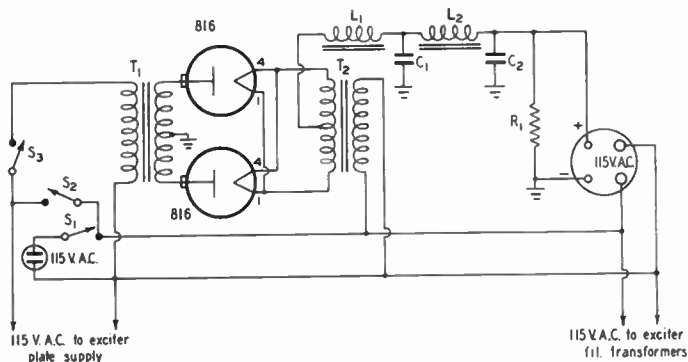 816
L1
L2
T1
T2
4
1
C1
C2
R1
+
−
115V.A.C.
S3
S2
S1
4
1
816
115 V. A.C.
115 V. A.C. to exciter
plate supply
115 V. A.C. to exciter
fil. transformers